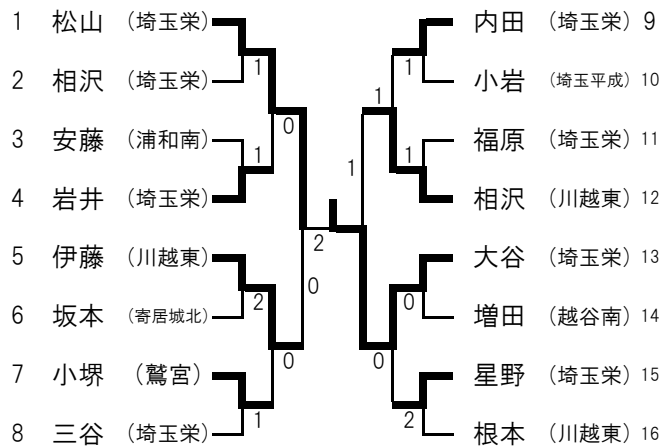 1 松山 (埼玉栄)
2 相沢 (埼玉栄)
3 安藤 (浦和南)
4 岩井 (埼玉栄)
5 伊藤 (川越東)
6 坂本 (寄居城北)
7 小堺 (鷲宮)
8 三谷 (埼玉栄)
1
1
0
2
1
0
0
2
1
1
1
1
0
2
0
内田 (埼玉栄) 9
小岩 (埼玉平成) 10
福原 (埼玉栄) 11
相沢 (川越東) 12
大谷 (埼玉栄) 13
増田 (越谷南) 14
星野 (埼玉栄) 15
根本 (川越東) 16